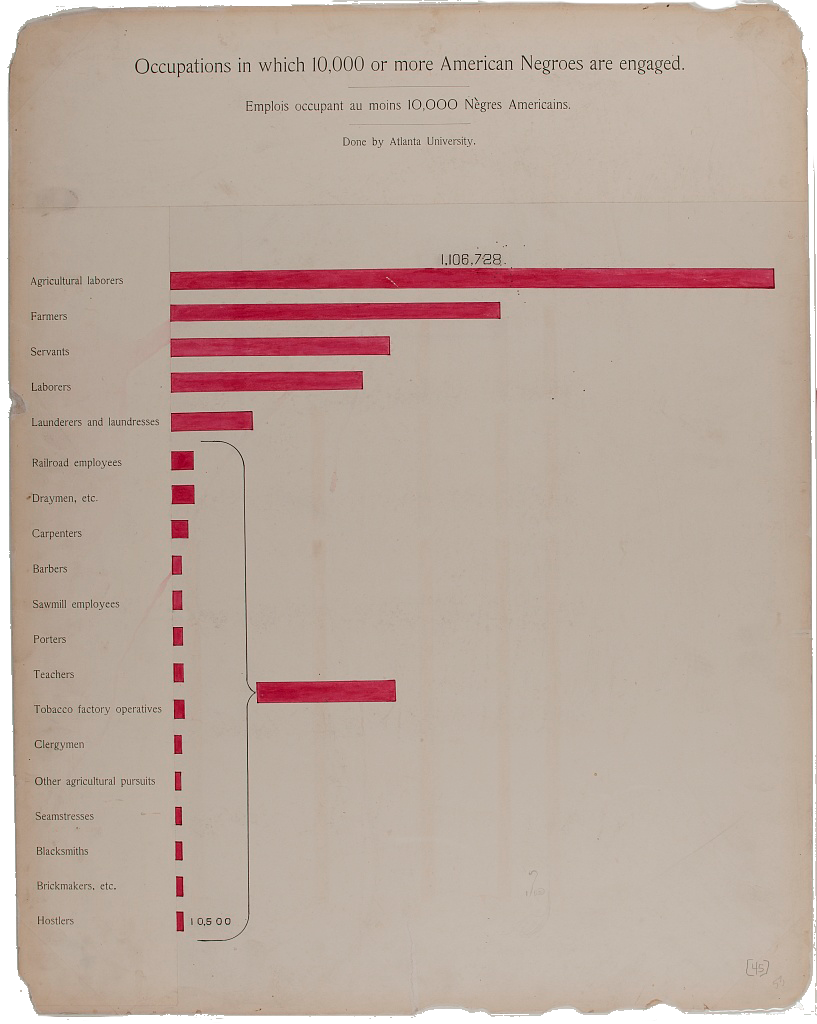 Occupations in which 10,000 or more American Negroes are engaged.
Emplois occupant au moins 10,000 Nègres Americains.
Done by Atlanta University.
1,106,728.
Agricultural laborers
Farmers
Servants
Laborers
Launderers and laundresses
Railroad employees
Draymen, etc.
Carpenters
Barbers
Sawmill employees
Porters
Teachers
Tobacco factory operatives
Clergymen
Other agricultural pursuits
Seamstresses
Blacksmiths
Brickmakers, etc.
Hostlers 10,500
[45]